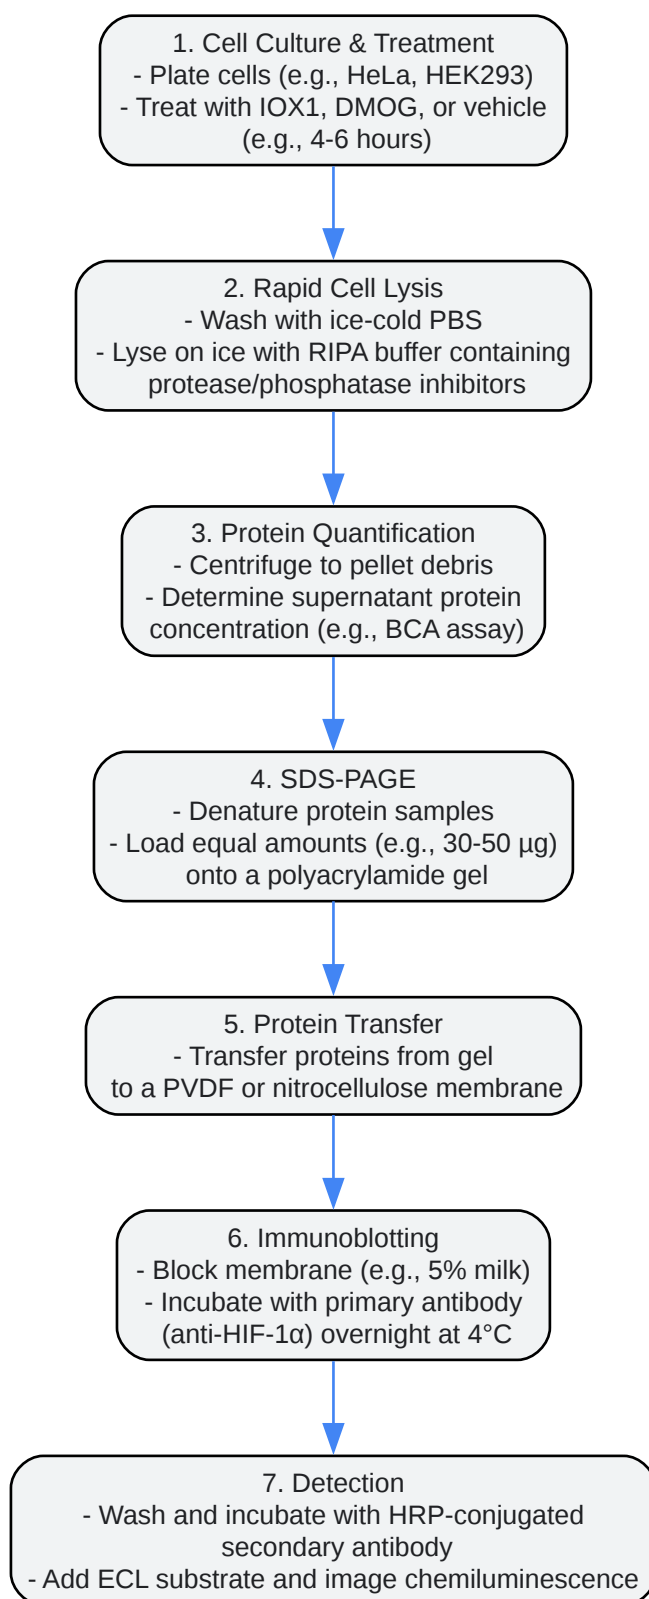 1. Cell Culture & Treatment
- Plate cells (e.g., HeLa, HEK293)
- Treat with IOX1, DMOG, or vehicle
(e.g., 4-6 hours)
2. Rapid Cell Lysis
- Wash with ice-cold PBS
- Lyse on ice with RIPA buffer containing
protease/phosphatase inhibitors
3. Protein Quantification
- Centrifuge to pellet debris
- Determine supernatant protein
concentration (e.g., BCA assay)
4. SDS-PAGE
- Denature protein samples
- Load equal amounts (e.g., 30-50 µg)
onto a polyacrylamide gel
5. Protein Transfer
- Transfer proteins from gel
to a PVDF or nitrocellulose membrane
6. Immunoblotting
- Block membrane (e.g., 5% milk)
- Incubate with primary antibody
(anti-HIF-1α) overnight at 4°C
7. Detection
- Wash and incubate with HRP-conjugated
secondary antibody
- Add ECL substrate and image chemiluminescence